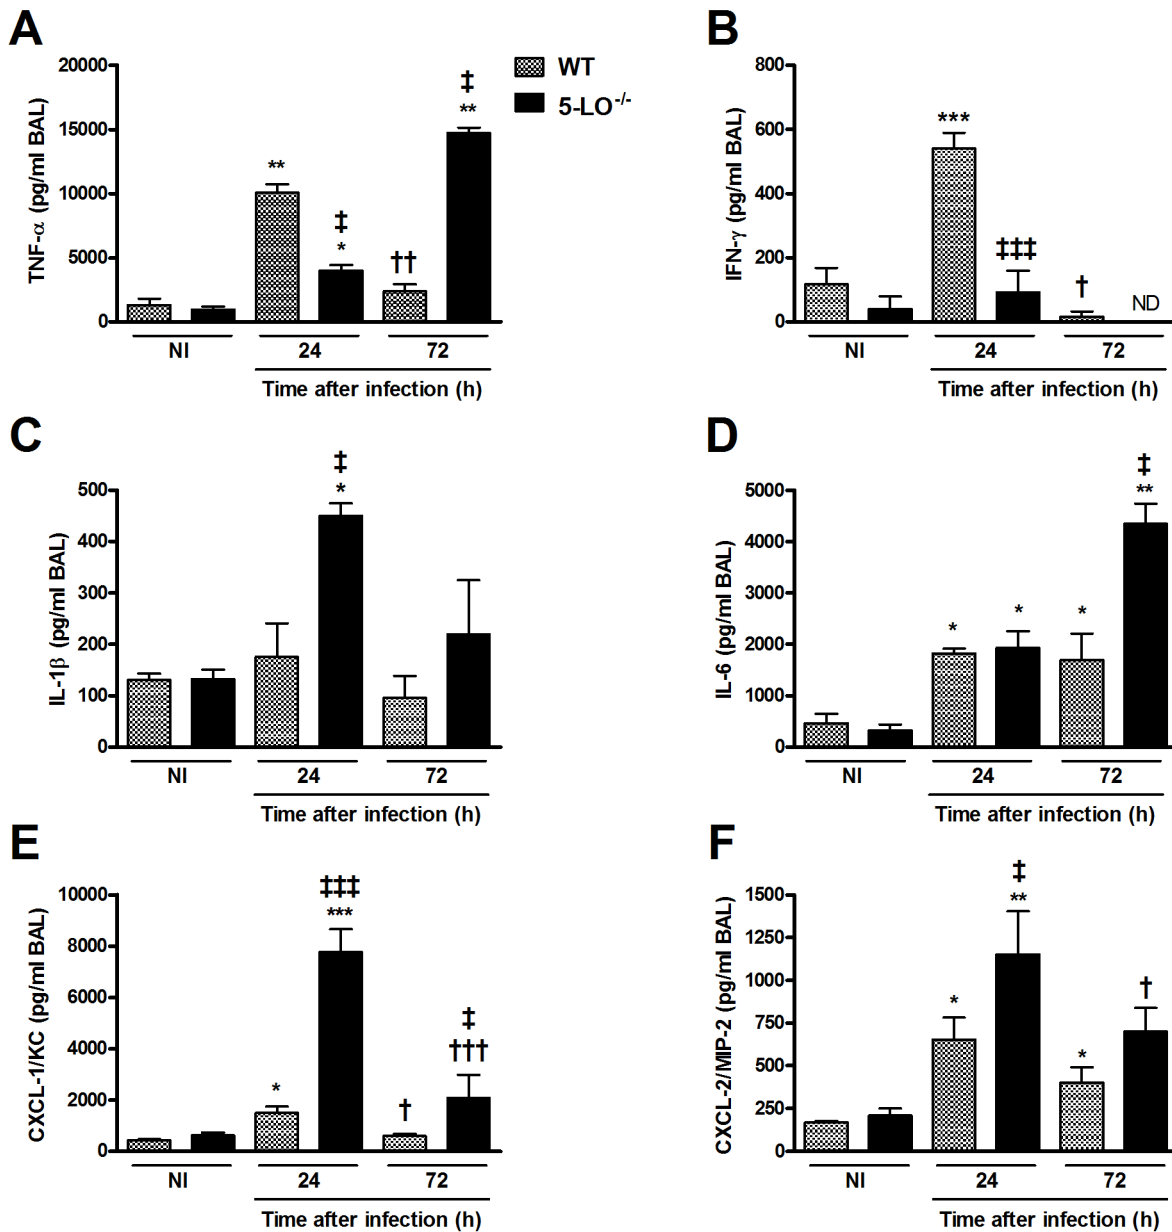 A
TNF-α (pg/ml BAL)
20000
15000
10000
5000
0
**
‡
*
††
‡
**
NI
24
72
Time after infection (h)
WT
5-LO-/-
B
IFN-γ (pg/ml BAL)
800
600
400
200
0
***
‡‡‡
†
ND
NI
24
72
Time after infection (h)
C
IL-1β (pg/ml BAL)
500
400
300
200
100
0
‡
*
NI
24
72
Time after infection (h)
D
IL-6 (pg/ml BAL)
5000
4000
3000
2000
1000
0
*
*
*
‡
**
NI
24
72
Time after infection (h)
E
CXCL-1/KC (pg/ml BAL)
10000
8000
6000
4000
2000
0
*
‡‡‡
***
†
‡
†††
NI
24
72
Time after infection (h)
F
CXCL-2/MIP-2 (pg/ml BAL)
1500
1250
1000
750
500
250
0
*
‡
**
*
†
NI
24
72
Time after infection (h)